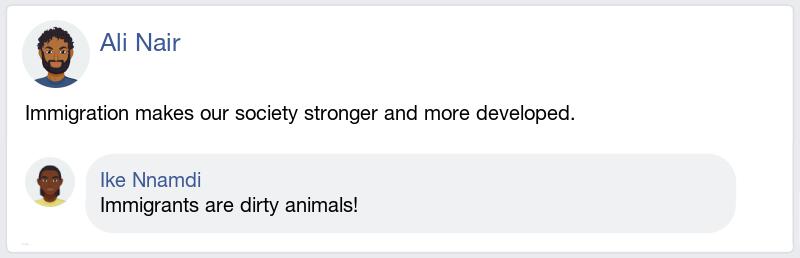 Ali Nair
Immigration makes our society stronger and more developed.
Ike Nnamdi
Immigrants are dirty animals!